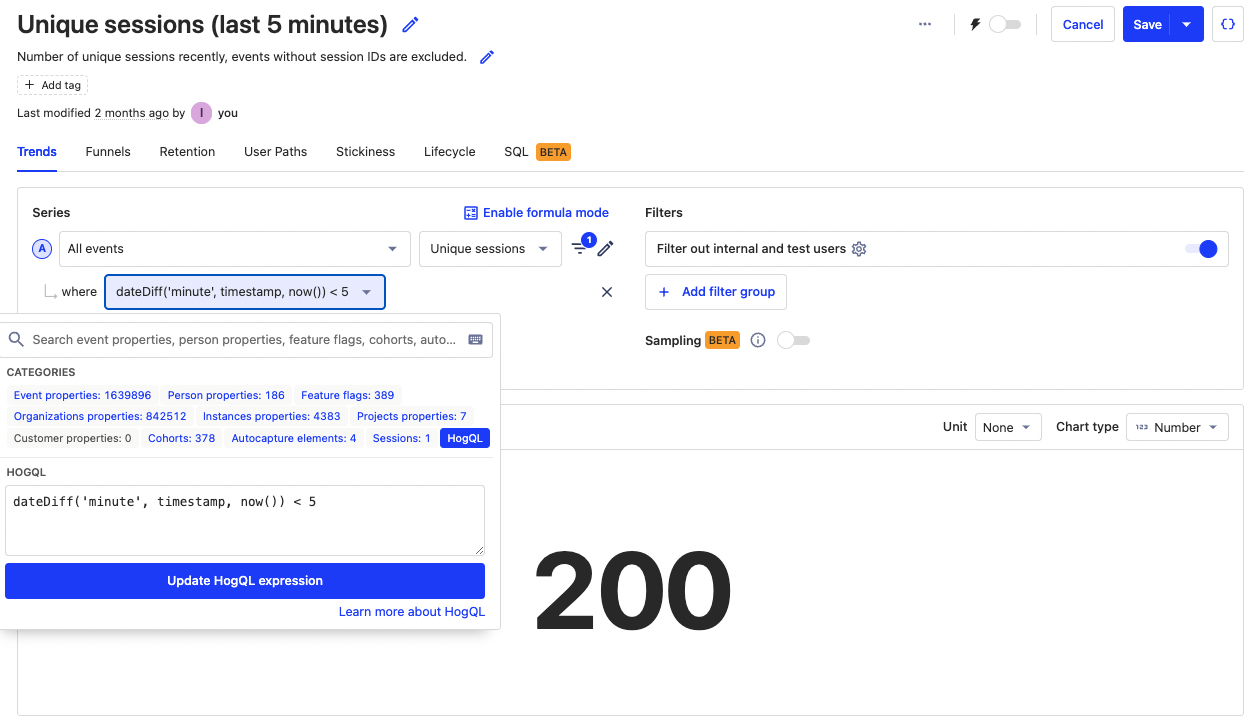 Unique sessions (last 5 minutes)
Cancel
Save
Number of unique sessions recently, events without session IDs are excluded.
+ Add tag
Last modified 2 months ago by I you
Trends
Funnels
Retention
User Paths
Stickiness
Lifecycle
SQL BETA
Series
Enable formula mode
A
All events
Unique sessions
1
where
dateDiff('minute', timestamp, now()) < 5
Filters
Filter out internal and test users
+ Add filter group
Sampling BETA
Search event properties, person properties, feature flags, cohorts, auto...
CATEGORIES
Event properties: 1639896
Person properties: 186
Feature flags: 389
Organizations properties: 842512
Instances properties: 4383
Projects properties: 7
Customer properties: 0
Cohorts: 378
Autocapture elements: 4
Sessions: 1
HogQL
HOGQL
dateDiff('minute', timestamp, now()) < 5
Update HogQL expression
Learn more about HogQL
Unit
None
Chart type
123 Number
200